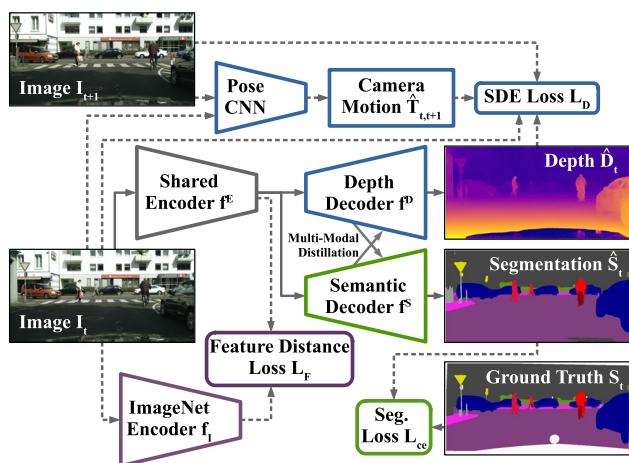 Image I_{t+1}
Pose
CNN
Camera
Motion T̂_{t,t+1}
SDE Loss L_D
Shared
Encoder f^E
Depth
Decoder f^D
Depth D̂_t
Multi-Modal
Distillation
Image I_t
Semantic
Decoder f^S
Segmentation Ŝ_t
Feature Distance
Loss L_F
ImageNet
Encoder f_I
Seg.
Loss L_{ce}
Ground Truth S_t